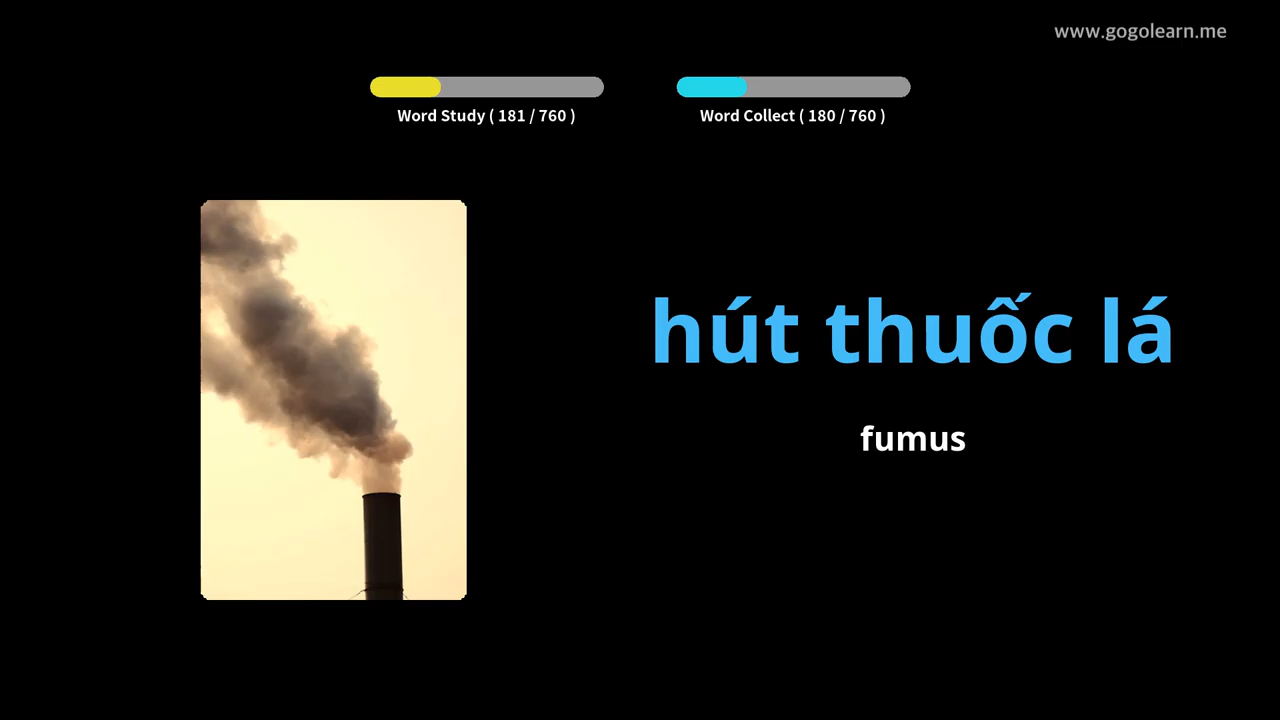 www.gogolearn.me
Word Study ( 181 / 760 )
Word Collect ( 180 / 760 )
hút thuốc lá
fumus